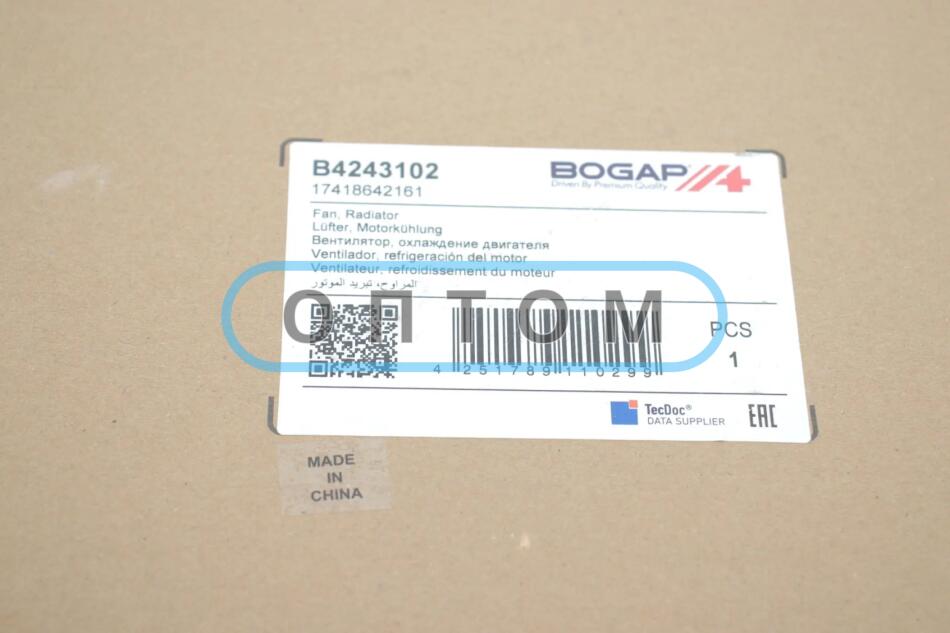 B4243102
17418642161
BOGAP
Driven By Premium Quality
Fan, Radiator
Lüfter, Motorkühlung
Вентилятор, охлаждение двигателя
Ventilador, refrigeración del motor
Ventilateur, refroidissement du moteur
المراوح، تبريد الموتور
ОПТОМ
4 251789 110299
PCS
1
TecDoc®
DATA SUPPLIER
EAC
MADE
IN
CHINA